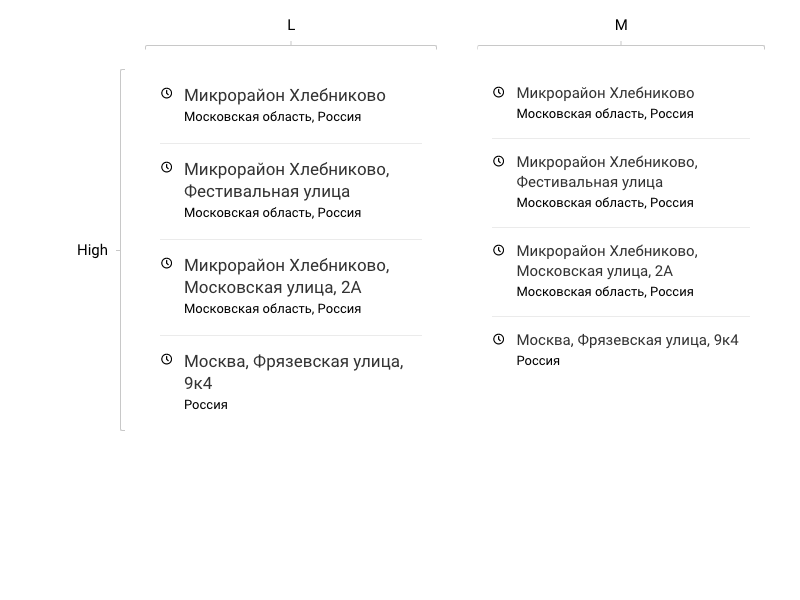 L
M
High
Микрорайон Хлебниково
Московская область, Россия
Микрорайон Хлебниково,
Фестивальная улица
Московская область, Россия
Микрорайон Хлебниково,
Московская улица, 2А
Московская область, Россия
Москва, Фрязевская улица,
9к4
Россия
Микрорайон Хлебниково
Московская область, Россия
Микрорайон Хлебниково,
Фестивальная улица
Московская область, Россия
Микрорайон Хлебниково,
Московская улица, 2А
Московская область, Россия
Москва, Фрязевская улица, 9к4
Россия